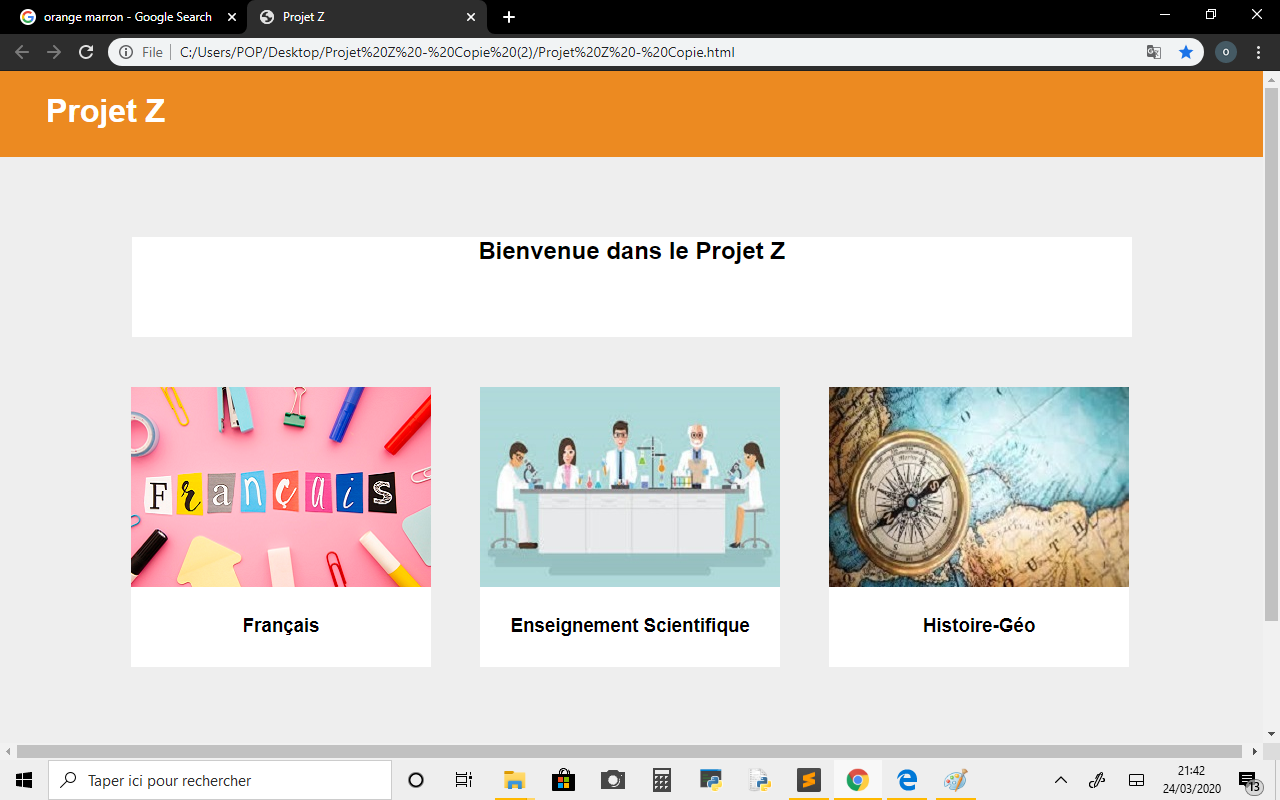 orange marron - Google Search
Projet Z
File
C:/Users/POP/Desktop/Projet%20Z%20-%20Copie%20(2)/Projet%20Z%20-%20Copie.html
o
Projet Z
Bienvenue dans le Projet Z
Français
Français
Enseignement Scientifique
Histoire-Géo
Taper ici pour rechercher
21:42
24/03/2020
13